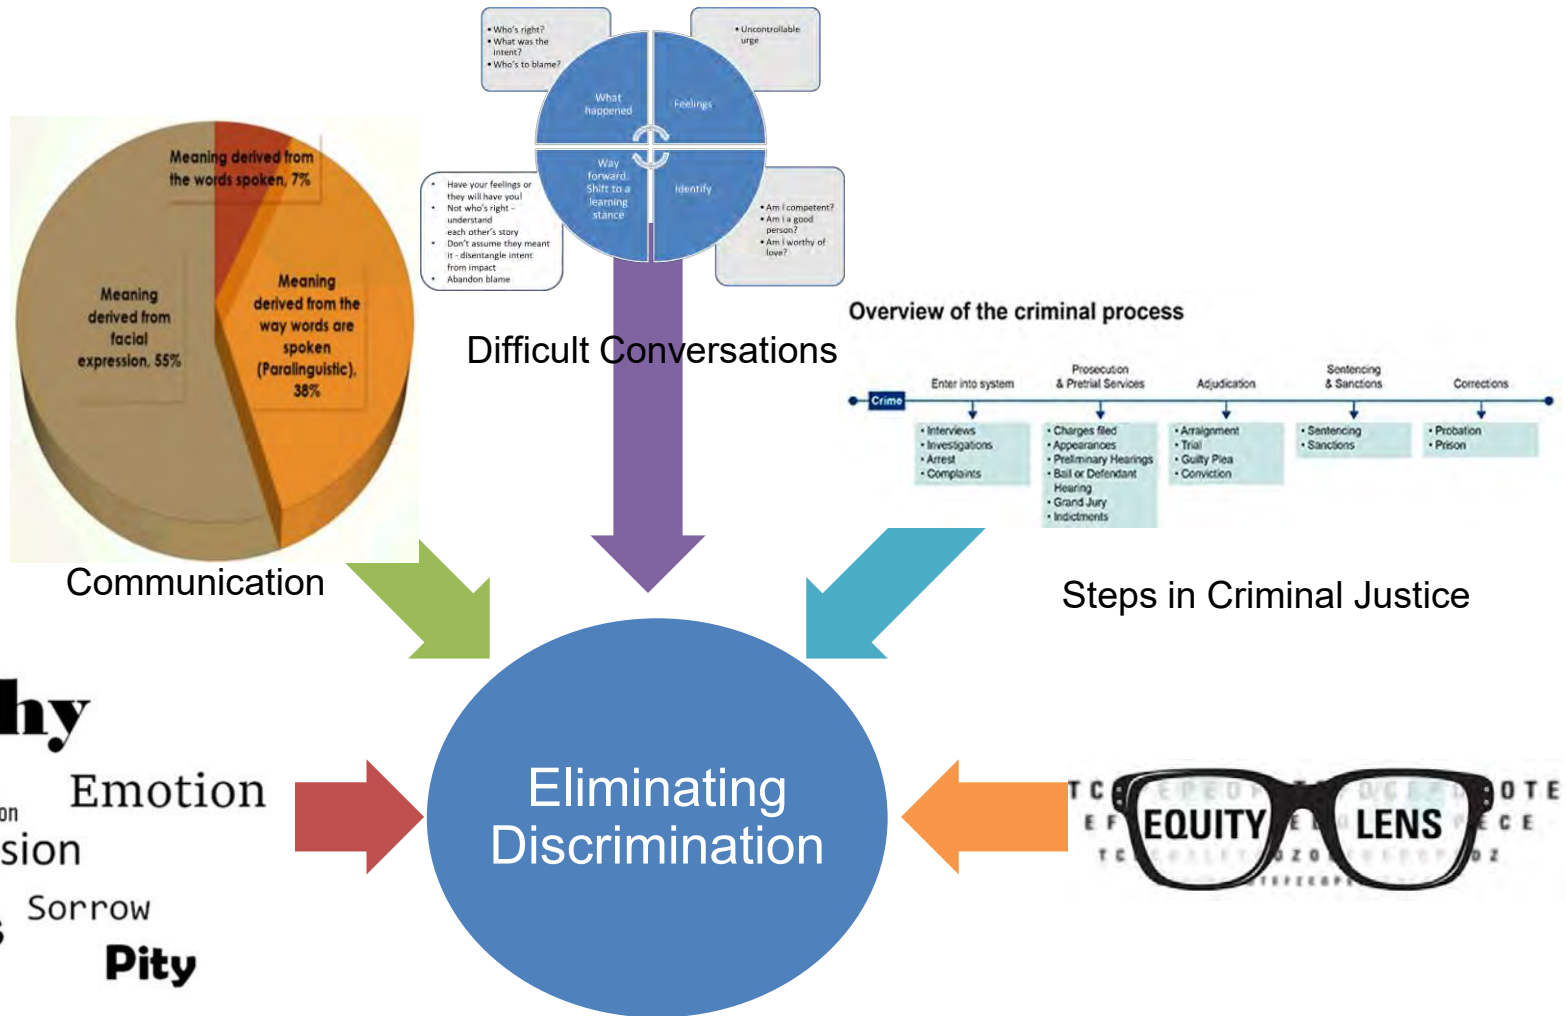 • Who's right?
• What was the
intent?
• Who's to blame?
• Uncontrollable
urge
What
happened
Feelings
Way
forward.
Shift to a
learning
stance
Identify
• Have your feelings or
they will have you!
• Not who's right -
understand
each other's story
• Don't assume they meant
it - disentangle intent
from impact
• Abandon blame
• Am I competent?
• Am I a good
person?
• Am I worthy of
love?
Meaning derived from
the words spoken, 7%
Meaning
derived from
facial
expression, 55%
Meaning
derived from the
way words are
spoken
(Paralinguistic),
38%
Difficult Conversations
Overview of the criminal process
Crime
Enter into system
• Interviews
• Investigations
• Arrest
• Complaints
Prosecution
& Pretrial Services
• Charges filed
• Appearances
• Preliminary Hearings
• Bail or Defendant
Hearing
• Grand Jury
• Indictments
Adjudication
• Arraignment
• Trial
• Guilty Plea
• Conviction
Sentencing
& Sanctions
• Sentencing
• Sanctions
Corrections
• Probation
• Prison
Communication
Steps in Criminal Justice
hy
Emotion
on
sion
Sorrow
s
Pity
Eliminating
Discrimination
EQUITY LENS